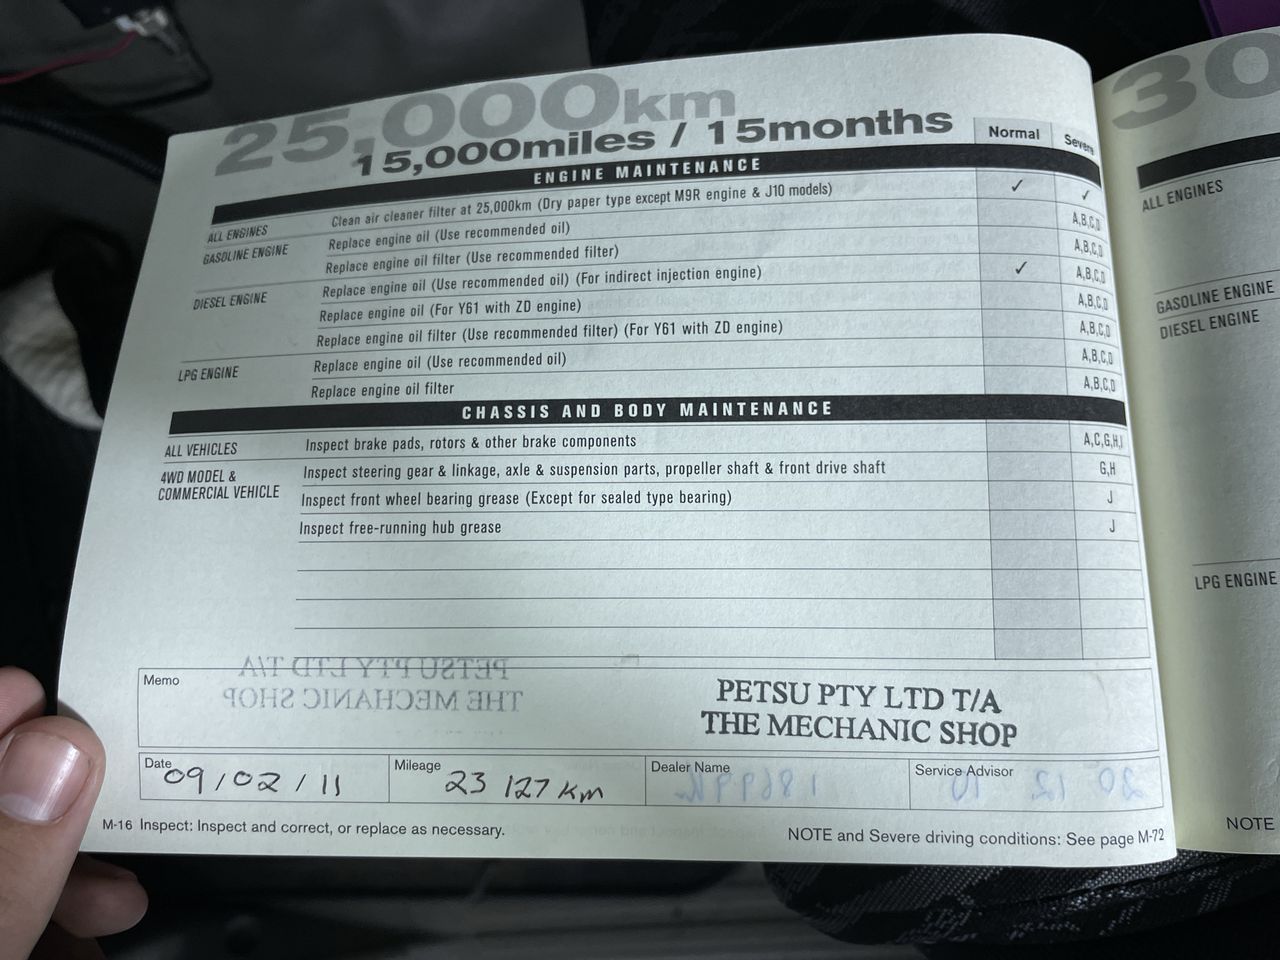 25,000km
15,000miles / 15months
Normal Severe
ENGINE MAINTENANCE
ALL ENGINES Clean air cleaner filter at 25,000km (Dry paper type except M9R engine & J10 models) ✓ ✓
GASOLINE ENGINE Replace engine oil (Use recommended oil) A,B,C,D
Replace engine oil filter (Use recommended filter) A,B,C,D
DIESEL ENGINE Replace engine oil (Use recommended oil) (For indirect injection engine) ✓ A,B,C,D
Replace engine oil (For Y61 with ZD engine) A,B,C,D
Replace engine oil filter (Use recommended filter) (For Y61 with ZD engine) A,B,C,D
LPG ENGINE Replace engine oil (Use recommended oil) A,B,C,D
Replace engine oil filter A,B,C,D
CHASSIS AND BODY MAINTENANCE
ALL VEHICLES Inspect brake pads, rotors & other brake components A,C,G,H,I
4WD MODEL &
COMMERCIAL VEHICLE
Inspect steering gear & linkage, axle & suspension parts, propeller shaft & front drive shaft G,H
Inspect front wheel bearing grease (Except for sealed type bearing) J
Inspect free-running hub grease J
PETSU PTY LTD T/A
THE MECHANIC SHOP
Memo
PETSU PTY LTD T/A
THE MECHANIC SHOP
Date 09/02/11 Mileage 23 127 km Dealer Name Service Advisor
M-16 Inspect: Inspect and correct, or replace as necessary.
NOTE and Severe driving conditions: See page M-72
30
ALL ENGINES
GASOLINE ENGINE
DIESEL ENGINE
LPG ENGINE
NOTE